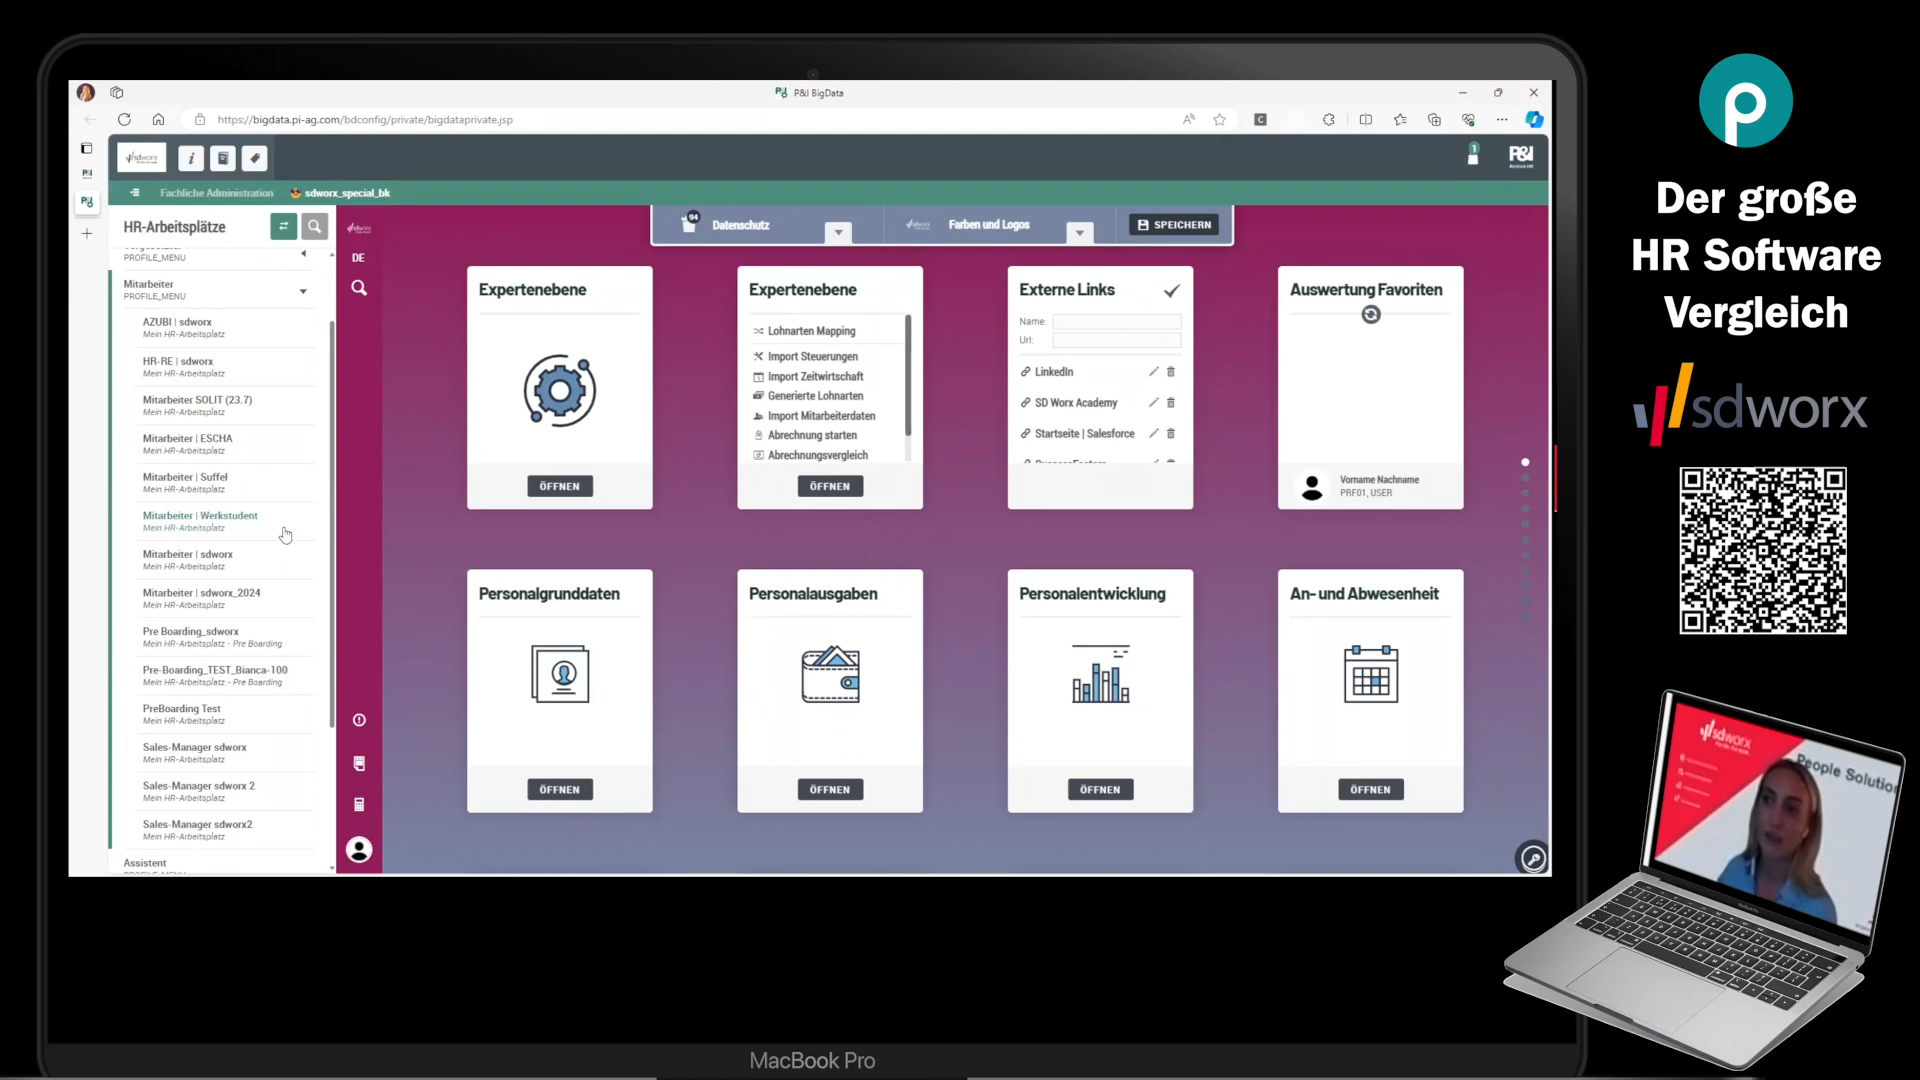 P&I BigData
https://bigdata.pi-ag.com/bdconfig/private/bigdataprivate.jsp
sdworx
1
P&I
Fachliche Administration
sdworx_special_bk
HR-Arbeitsplätze
PROFILE_MENU
Mitarbeiter
PROFILE_MENU
AZUBI | sdworx
Mein HR-Arbeitsplatz
HR-RE | sdworx
Mein HR-Arbeitsplatz
Mitarbeiter SOLIT (23.7)
Mein HR-Arbeitsplatz
Mitarbeiter | ESCHA
Mein HR-Arbeitsplatz
Mitarbeiter | Suffel
Mein HR-Arbeitsplatz
Mitarbeiter | Werkstudent
Mein HR-Arbeitsplatz
Mitarbeiter | sdworx
Mein HR-Arbeitsplatz
Mitarbeiter | sdworx_2024
Mein HR-Arbeitsplatz
Pre Boarding_sdworx
Mein HR-Arbeitsplatz - Pre Boarding
Pre-Boarding_TEST_Bianca-100
Mein HR-Arbeitsplatz - Pre Boarding
PreBoarding Test
Mein HR-Arbeitsplatz
Sales-Manager sdworx
Mein HR-Arbeitsplatz
Sales-Manager sdworx 2
Mein HR-Arbeitsplatz
Sales-Manager sdworx2
Mein HR-Arbeitsplatz
Assistent
DE
94
Datenschutz
Farben und Logos
SPEICHERN
Expertenebene
ÖFFNEN
Expertenebene
Lohnarten Mapping
Import Steuerungen
Import Zeitwirtschaft
Generierte Lohnarten
Import Mitarbeiterdaten
Abrechnung starten
Abrechnungsvergleich
ÖFFNEN
Externe Links
Name:
Url:
LinkedIn
SD Worx Academy
Startseite | Salesforce
Auswertung Favoriten
Vorname Nachname
PRF01, USER
Personalgrunddaten
ÖFFNEN
Personalausgaben
ÖFFNEN
Personalentwicklung
ÖFFNEN
An- und Abwesenheit
ÖFFNEN
MacBook Pro
p
Der große
HR Software
Vergleich
sdworx
sdworx
People Solution